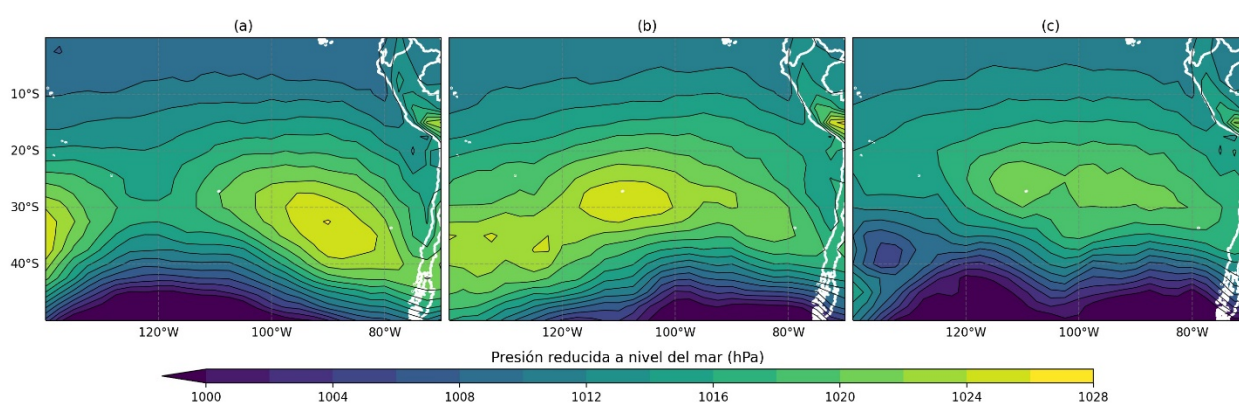 (a) (b) (c)
10°S
20°S
30°S
40°S
120°W 100°W 80°W 120°W 100°W 80°W 120°W 100°W 80°W
Presión reducida a nivel del mar (hPa)
1000 1004 1008 1012 1016 1020 1024 1028